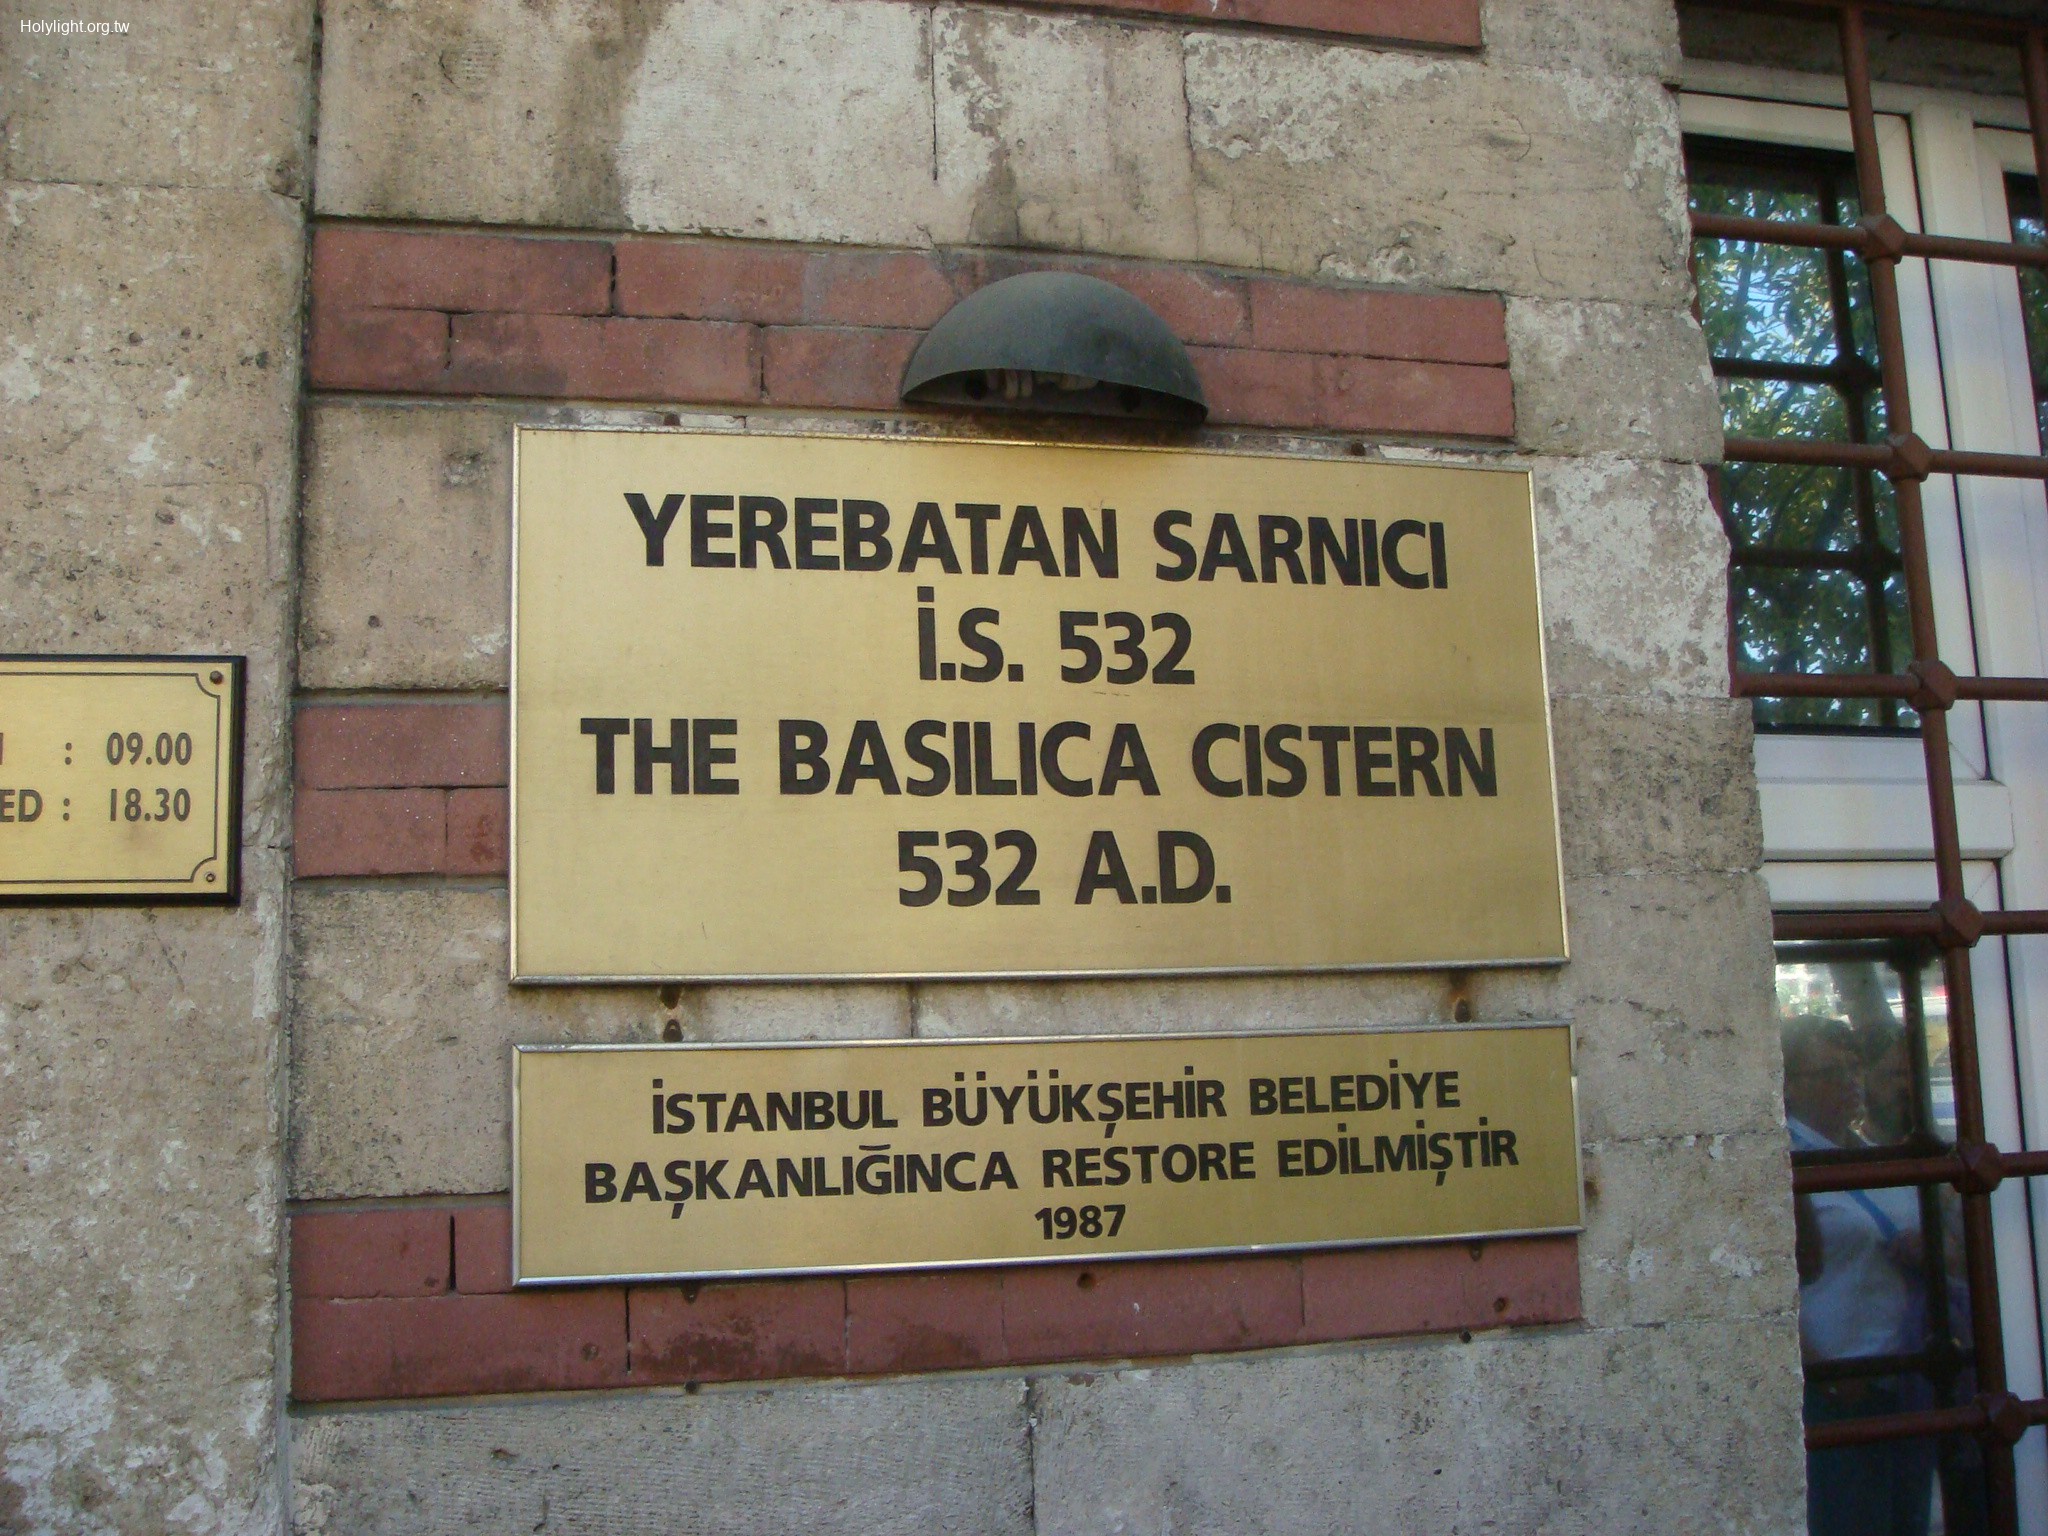 Holylight.org.tw
: 09.00
ED : 18.30
YEREBATAN SARNICI
İ.S. 532
THE BASILICA CISTERN
532 A.D.
İSTANBUL BÜYÜKŞEHİR BELEDİYE
BAŞKANLIĞINCA RESTORE EDİLMİŞTİR
1987